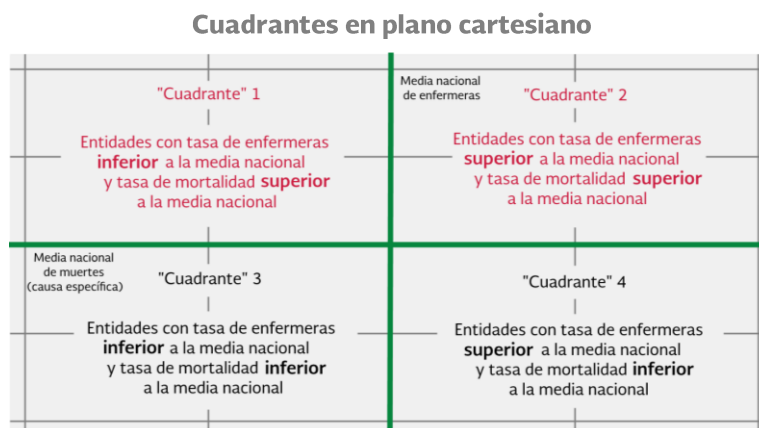 Cuadrantes en plano cartesiano
"Cuadrante" 1
Entidades con tasa de enfermeras
inferior a la media nacional
y tasa de mortalidad superior
a la media nacional
Media nacional
de enfermeras
"Cuadrante" 2
Entidades con tasa de enfermeras
superior a la media nacional
y tasa de mortalidad superior
a la media nacional
Media nacional
de muertes
(causa específica)
"Cuadrante" 3
Entidades con tasa de enfermeras
inferior a la media nacional
y tasa de mortalidad inferior
a la media nacional
"Cuadrante" 4
Entidades con tasa de enfermeras
superior a la media nacional
y tasa de mortalidad inferior
a la media nacional